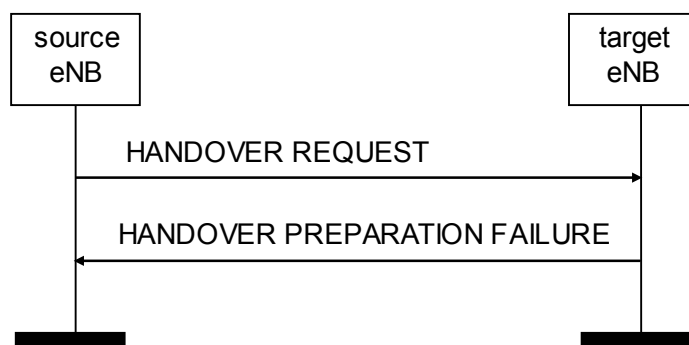 source
eNB
target
eNB
HANDOVER REQUEST
HANDOVER PREPARATION FAILURE